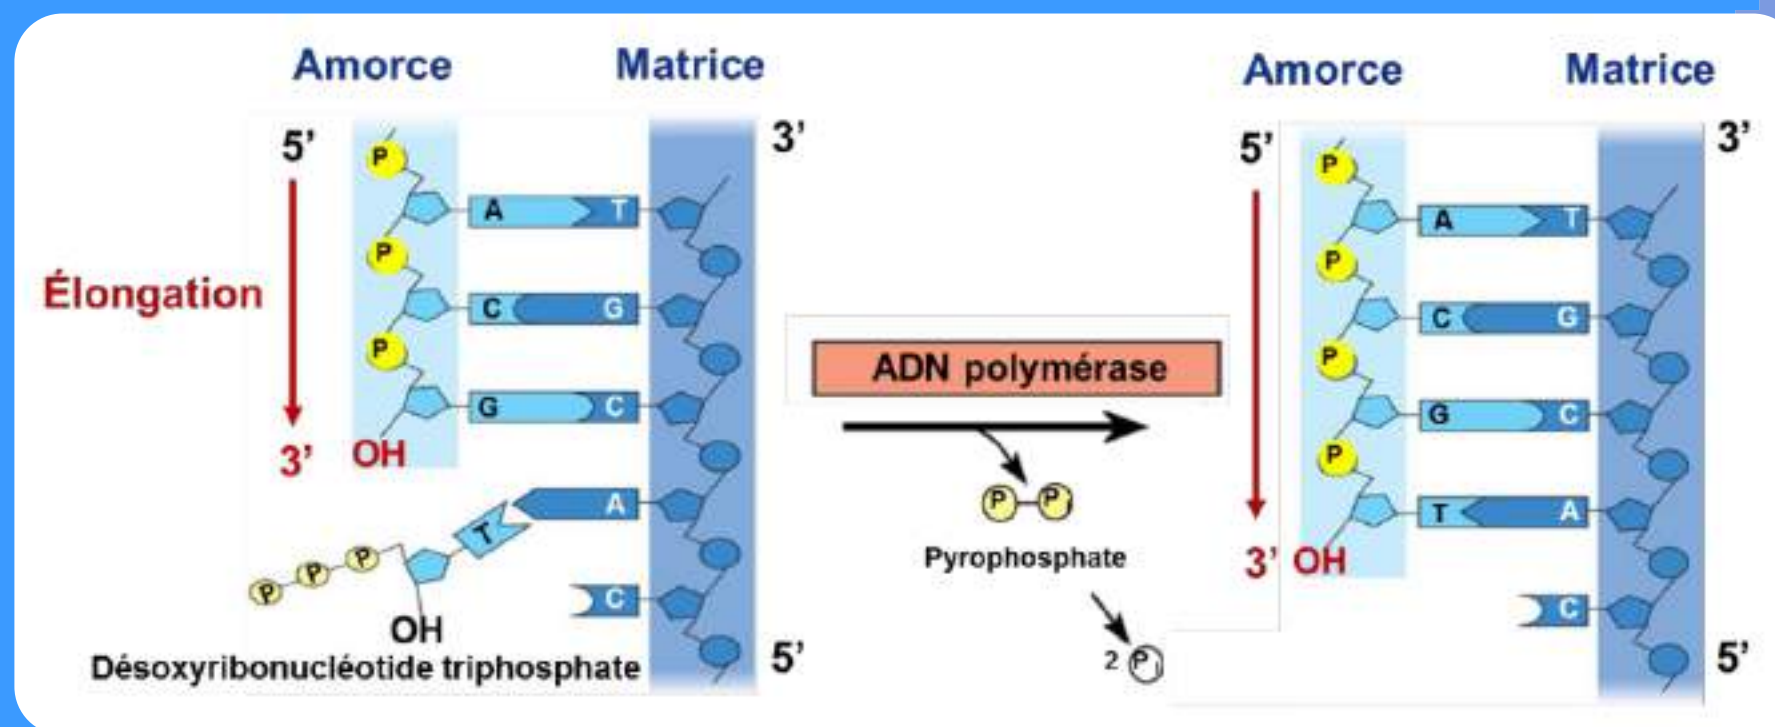 Amorce
Matrice
5’
3’
P
A
T
P
Élongation
C
G
P
G
C
3’
OH
A
T
P
P
P
C
OH
Désoxyribonucléotide triphosphate
5’
ADN polymérase
P
P
Pyrophosphate
2
P
Amorce
Matrice
5’
3’
P
A
T
P
C
G
P
G
C
P
T
A
3’
OH
C
5’